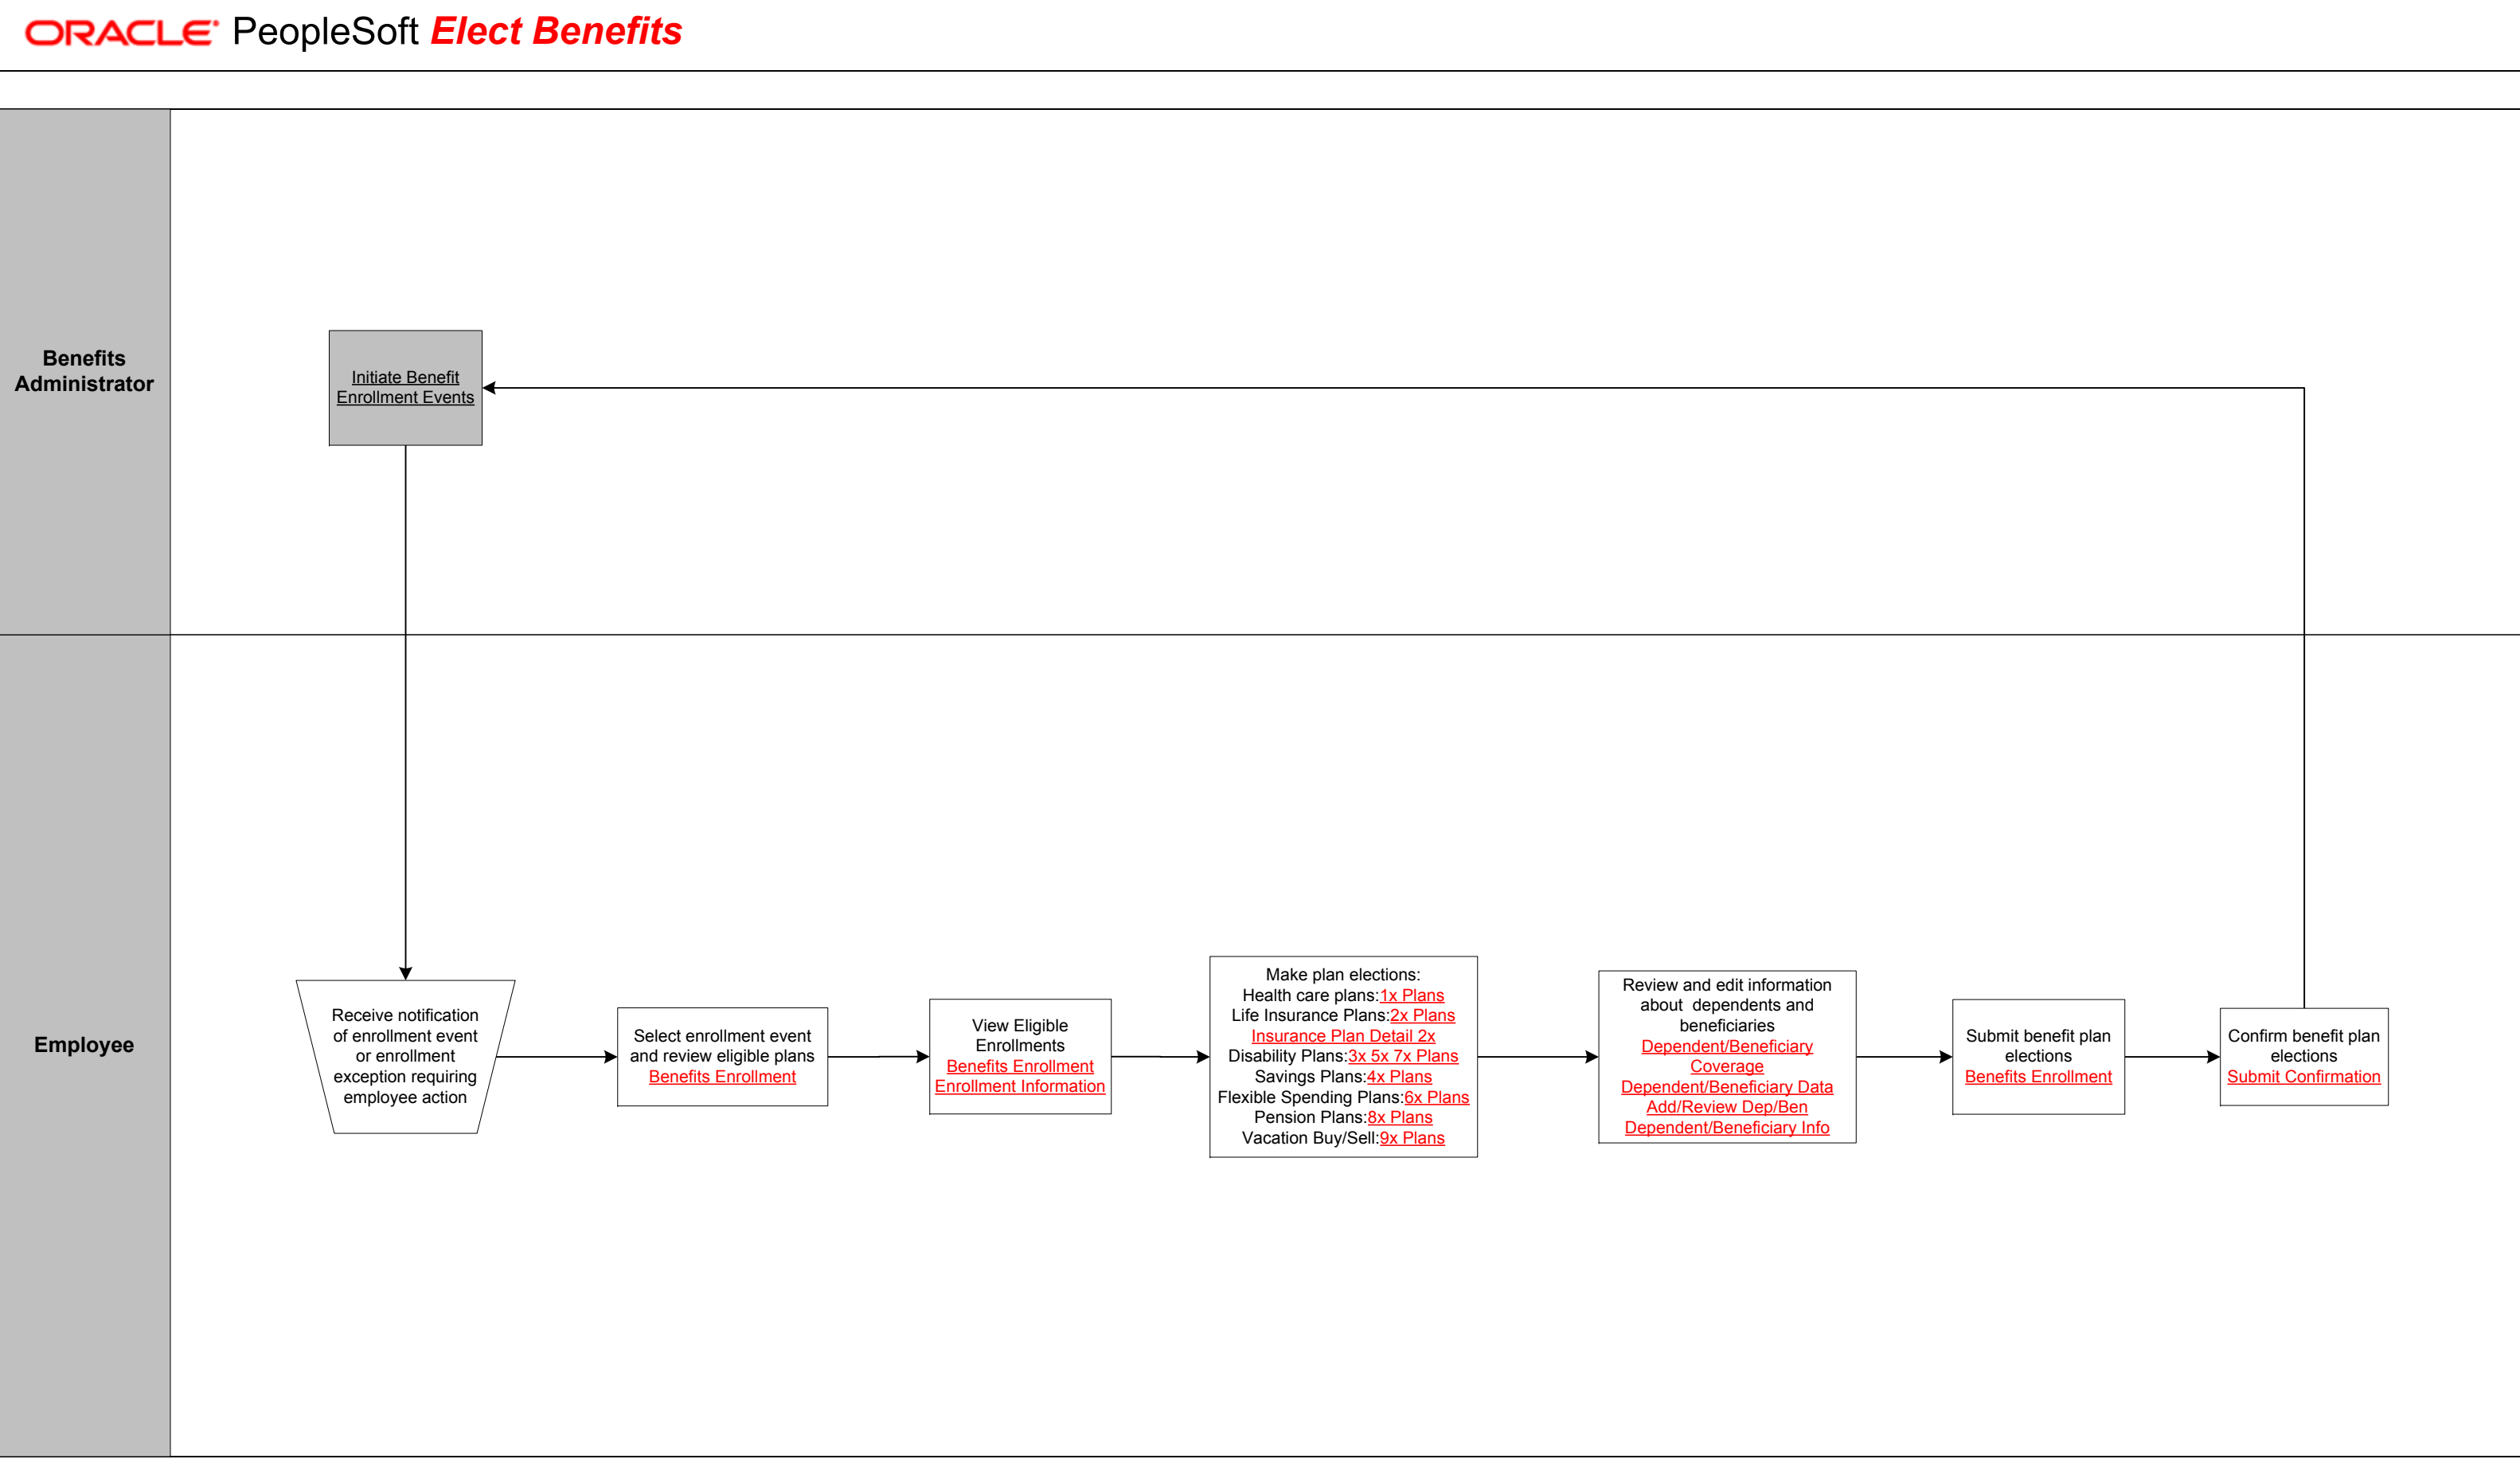 ORACLE® PeopleSoft Elect Benefits
Benefits
Administrator
Initiate Benefit
Enrollment Events
Employee
Receive notification
of enrollment event
or enrollment
exception requiring
employee action
Select enrollment event
and review eligible plans
Benefits Enrollment
View Eligible
Enrollments
Benefits Enrollment
Enrollment Information
Make plan elections:
Health care plans:1x Plans
Life Insurance Plans:2x Plans
Insurance Plan Detail 2x
Disability Plans:3x 5x 7x Plans
Savings Plans:4x Plans
Flexible Spending Plans:6x Plans
Pension Plans:8x Plans
Vacation Buy/Sell:9x Plans
Review and edit information
about  dependents and
beneficiaries
Dependent/Beneficiary
Coverage
Dependent/Beneficiary Data
Add/Review Dep/Ben
Dependent/Beneficiary Info
Submit benefit plan
elections
Benefits Enrollment
Confirm benefit plan
elections
Submit Confirmation